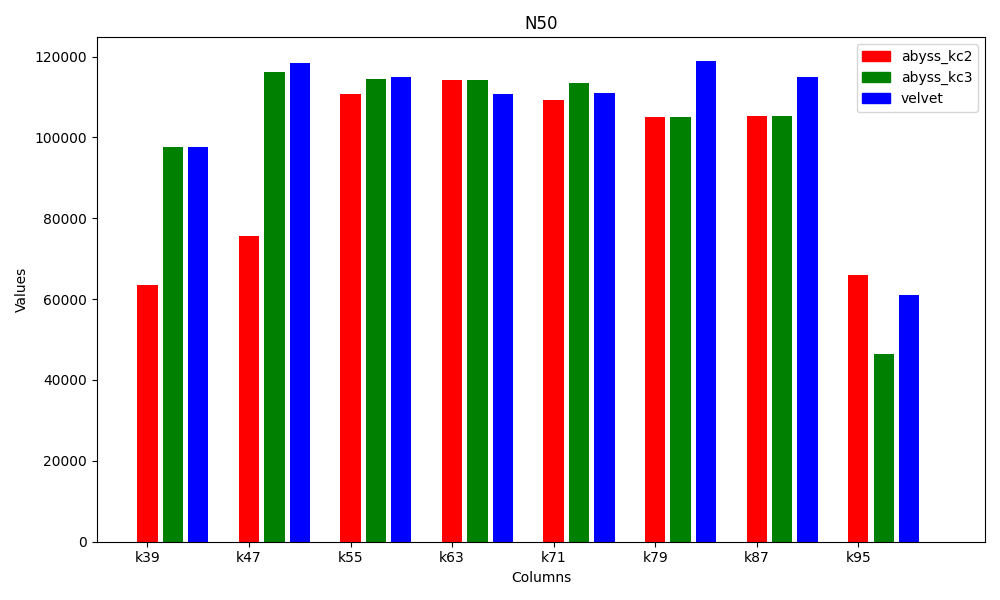 N50
abyss_kc2
abyss_kc3
velvet
Values
120000
100000
80000
60000
40000
20000
0
k39 k47 k55 k63 k71 k79 k87 k95
Columns